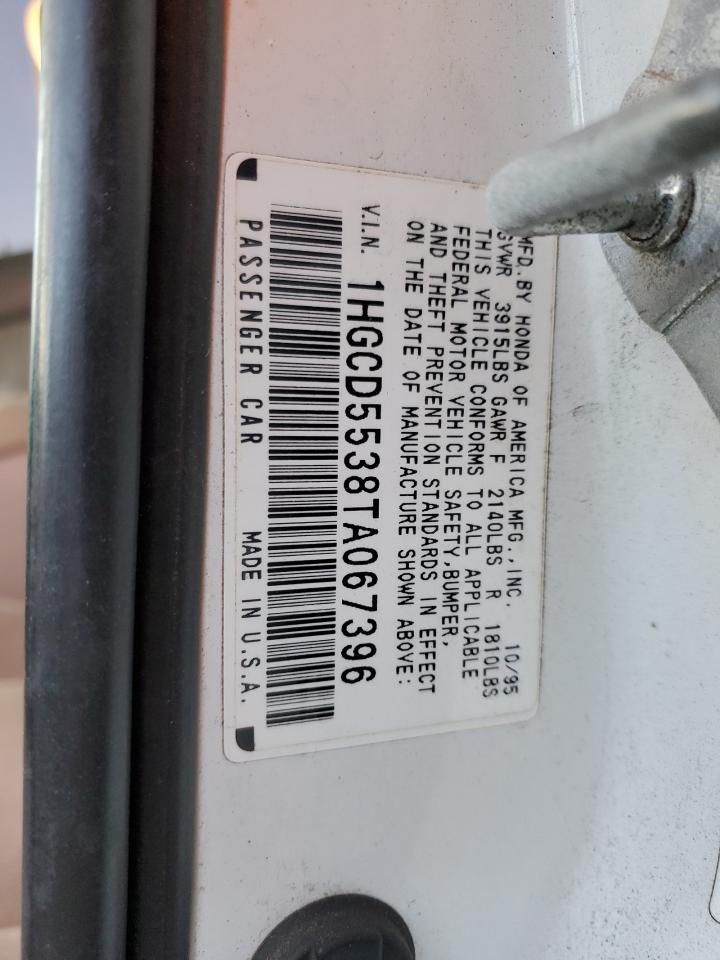 MFD. BY HONDA OF AMERICA MFG., INC. 10/95
GVWR 3915LBS GAWR F 2140LBS R 1810LBS
THIS VEHICLE CONFORMS TO ALL APPLICABLE
FEDERAL MOTOR VEHICLE SAFETY, BUMPER,
AND THEFT PREVENTION STANDARDS IN EFFECT
ON THE DATE OF MANUFACTURE SHOWN ABOVE:
V.I.N. 1HGCD5538TA067396
PASSENGER CAR MADE IN U.S.A.